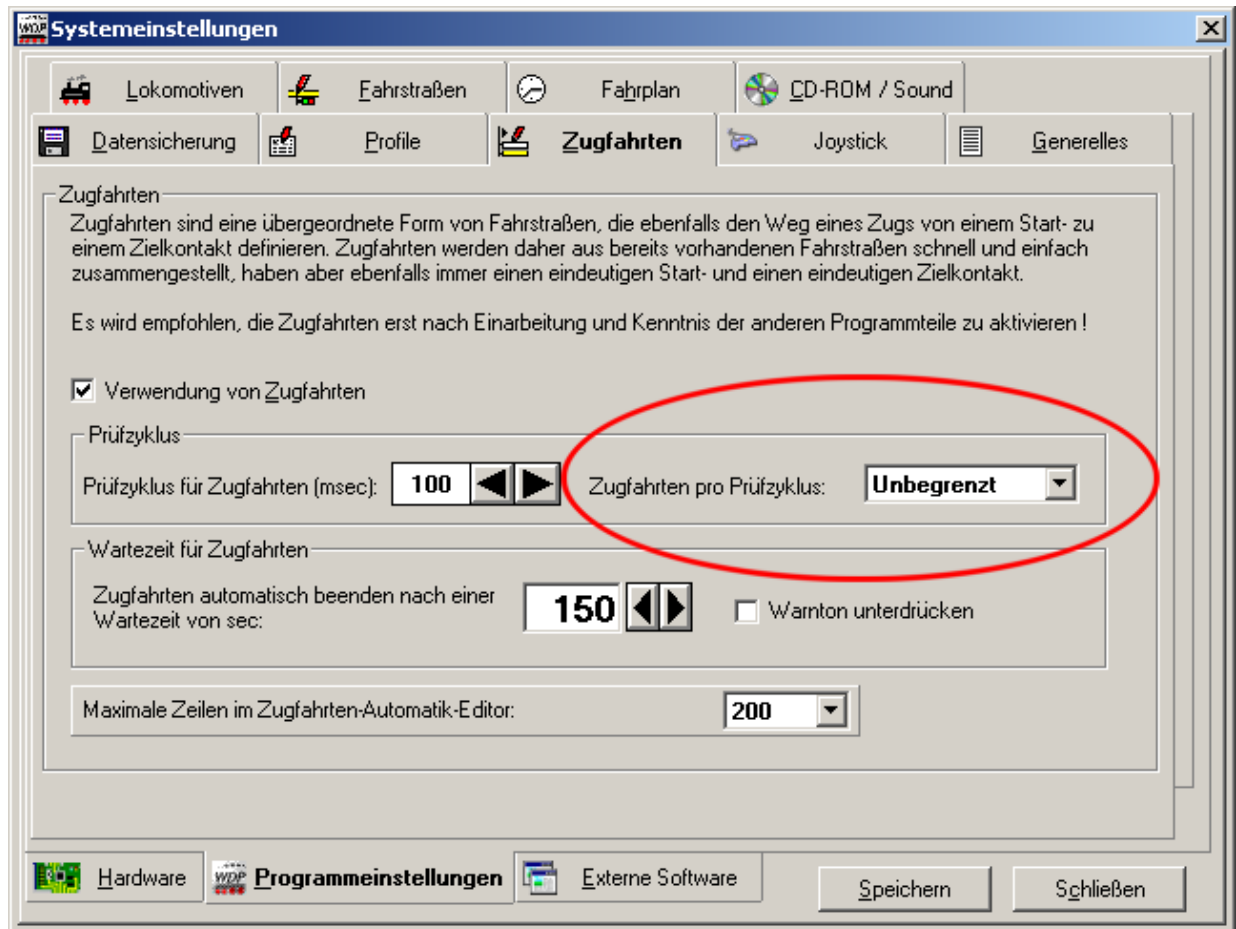 WDP Systemeinstellungen
Lokomotiven Fahrstraßen Fahrplan CD-ROM / Sound
Datensicherung Profile Zugfahrten Joystick Generelles
Zugfahrten
Zugfahrten sind eine übergeordnete Form von Fahrstraßen, die ebenfalls den Weg eines Zugs von einem Start- zu
einem Zielkontakt definieren. Zugfahrten werden daher aus bereits vorhandenen Fahrstraßen schnell und einfach
zusammengestellt, haben aber ebenfalls immer einen eindeutigen Start- und einen eindeutigen Zielkontakt.
Es wird empfohlen, die Zugfahrten erst nach Einarbeitung und Kenntnis der anderen Programmteile zu aktivieren !
Verwendung von Zugfahrten
Prüfzyklus
Prüfzyklus für Zugfahrten (msec): 100 Zugfahrten pro Prüfzyklus: Unbegrenzt
Wartezeit für Zugfahrten
Zugfahrten automatisch beenden nach einer
Wartezeit von sec: 150 Warnton unterdrücken
Maximale Zeilen im Zugfahrten-Automatik-Editor: 200
Hardware WDP Programmeinstellungen Externe Software Speichern Schließen